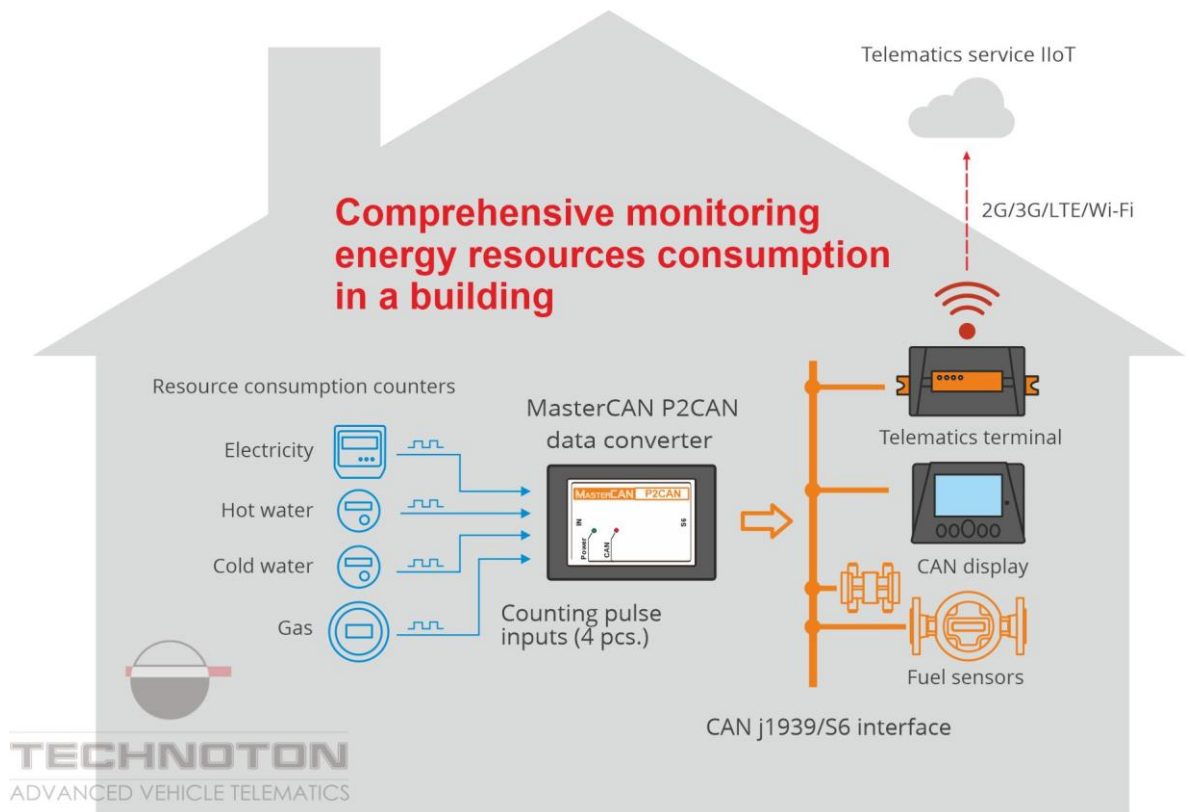 Telematics service IIoT
2G/3G/LTE/Wi-Fi
Comprehensive monitoring
energy resources consumption
in a building
Resource consumption counters
Electricity
Hot water
Cold water
Gas
MasterCAN P2CAN
data converter
MASTERCAN P2CAN
IN
S6
Power
CAN
Counting pulse
inputs (4 pcs.)
Telematics terminal
CAN display
Fuel sensors
CAN j1939/S6 interface
TECHNOTON
ADVANCED VEHICLE TELEMATICS